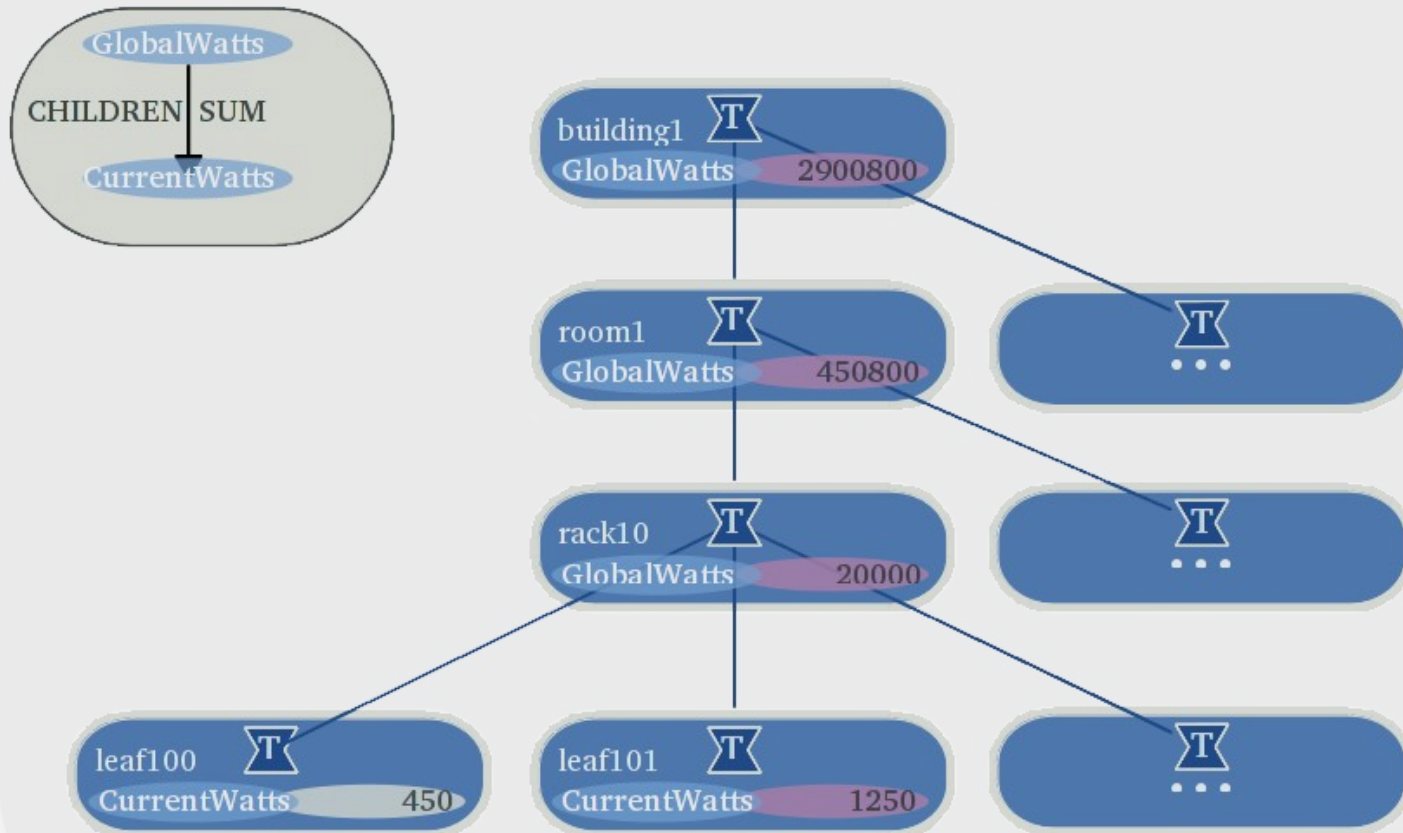 GlobalWatts
CHILDREN SUM
CurrentWatts
T
building1
GlobalWatts 2900800
T
room1
GlobalWatts 450800
T
...
T
rack10
GlobalWatts 20000
T
...
T
leaf100
CurrentWatts 450
T
leaf101
CurrentWatts 1250
T
...